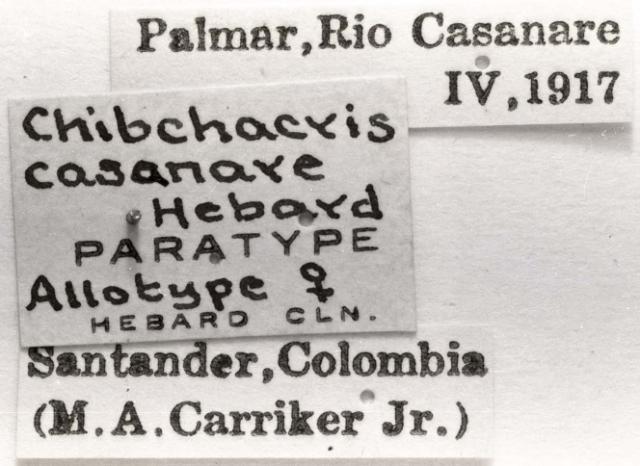 Palmar, Rio Casanare
IV, 1917
Chibchacris
casanare
Hebard
PARATYPE
Allotype ♀
HEBARD CLN.
Santander, Colombia
(M. A. Carriker Jr.)